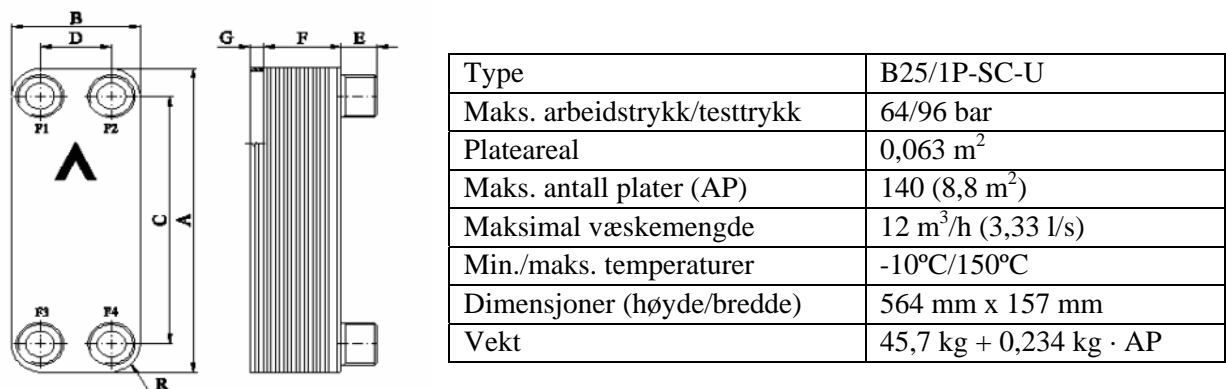 B
D
G F E
F1 F2
C
A
F3 F4
R
Type B25/1P-SC-U
Maks. arbeidstrykk/testtrykk 64/96 bar
Plateareal 0,063 m²
Maks. antall plater (AP) 140 (8,8 m²)
Maksimal væskemengde 12 m³/h (3,33 l/s)
Min./maks. temperaturer -10ºC/150ºC
Dimensjoner (høyde/bredde) 564 mm x 157 mm
Vekt 45,7 kg + 0,234 kg · AP